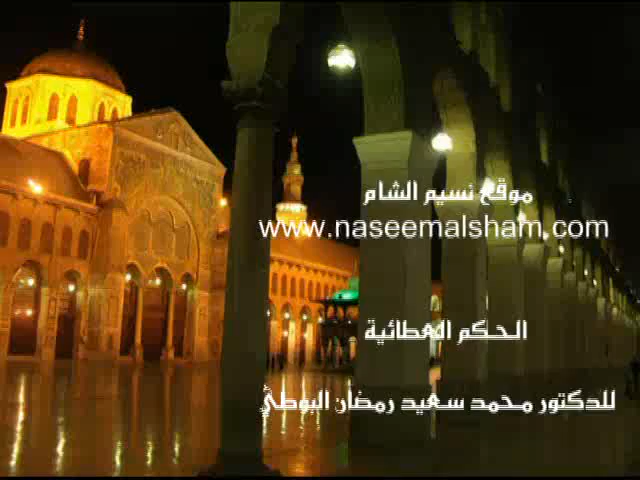 موقع نسيم الشام
www.naseemalsham.com
الحكم العطائية
للدكتور محمد سعيد رمضان البوطي